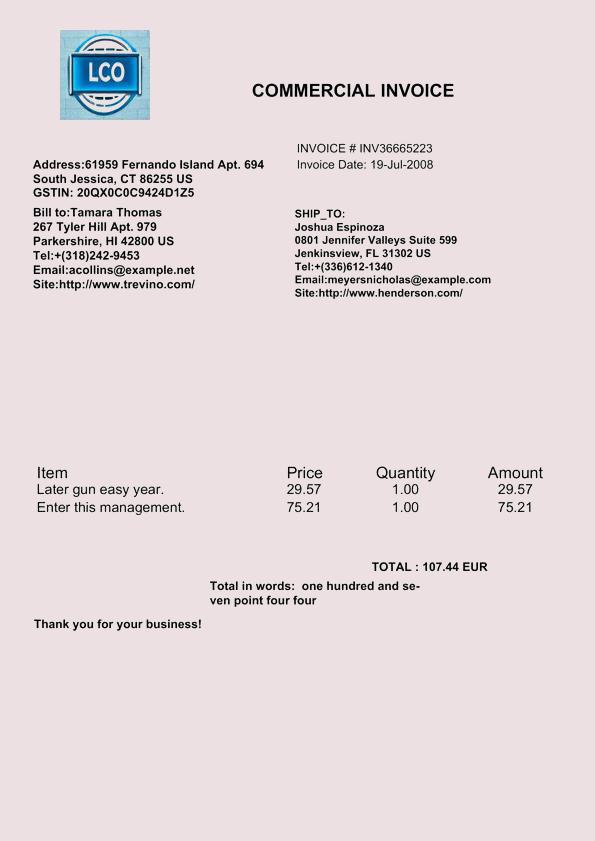 LCO
COMMERCIAL INVOICE
INVOICE # INV36665223
Invoice Date: 19-Jul-2008
Address:61959 Fernando Island Apt. 694
South Jessica, CT 86255 US
GSTIN: 20QX0C0C9424D1Z5
Bill to:Tamara Thomas
267 Tyler Hill Apt. 979
Parkershire, HI 42800 US
Tel:+(318)242-9453
Email:acollins@example.net
Site:http://www.trevino.com/
SHIP_TO:
Joshua Espinoza
0801 Jennifer Valleys Suite 599
Jenkinsview, FL 31302 US
Tel:+(336)612-1340
Email:meyersnicholas@example.com
Site:http://www.henderson.com/
Item Price Quantity Amount
Later gun easy year. 29.57 1.00 29.57
Enter this management. 75.21 1.00 75.21
TOTAL : 107.44 EUR
Total in words: one hundred and se-
ven point four four
Thank you for your business!